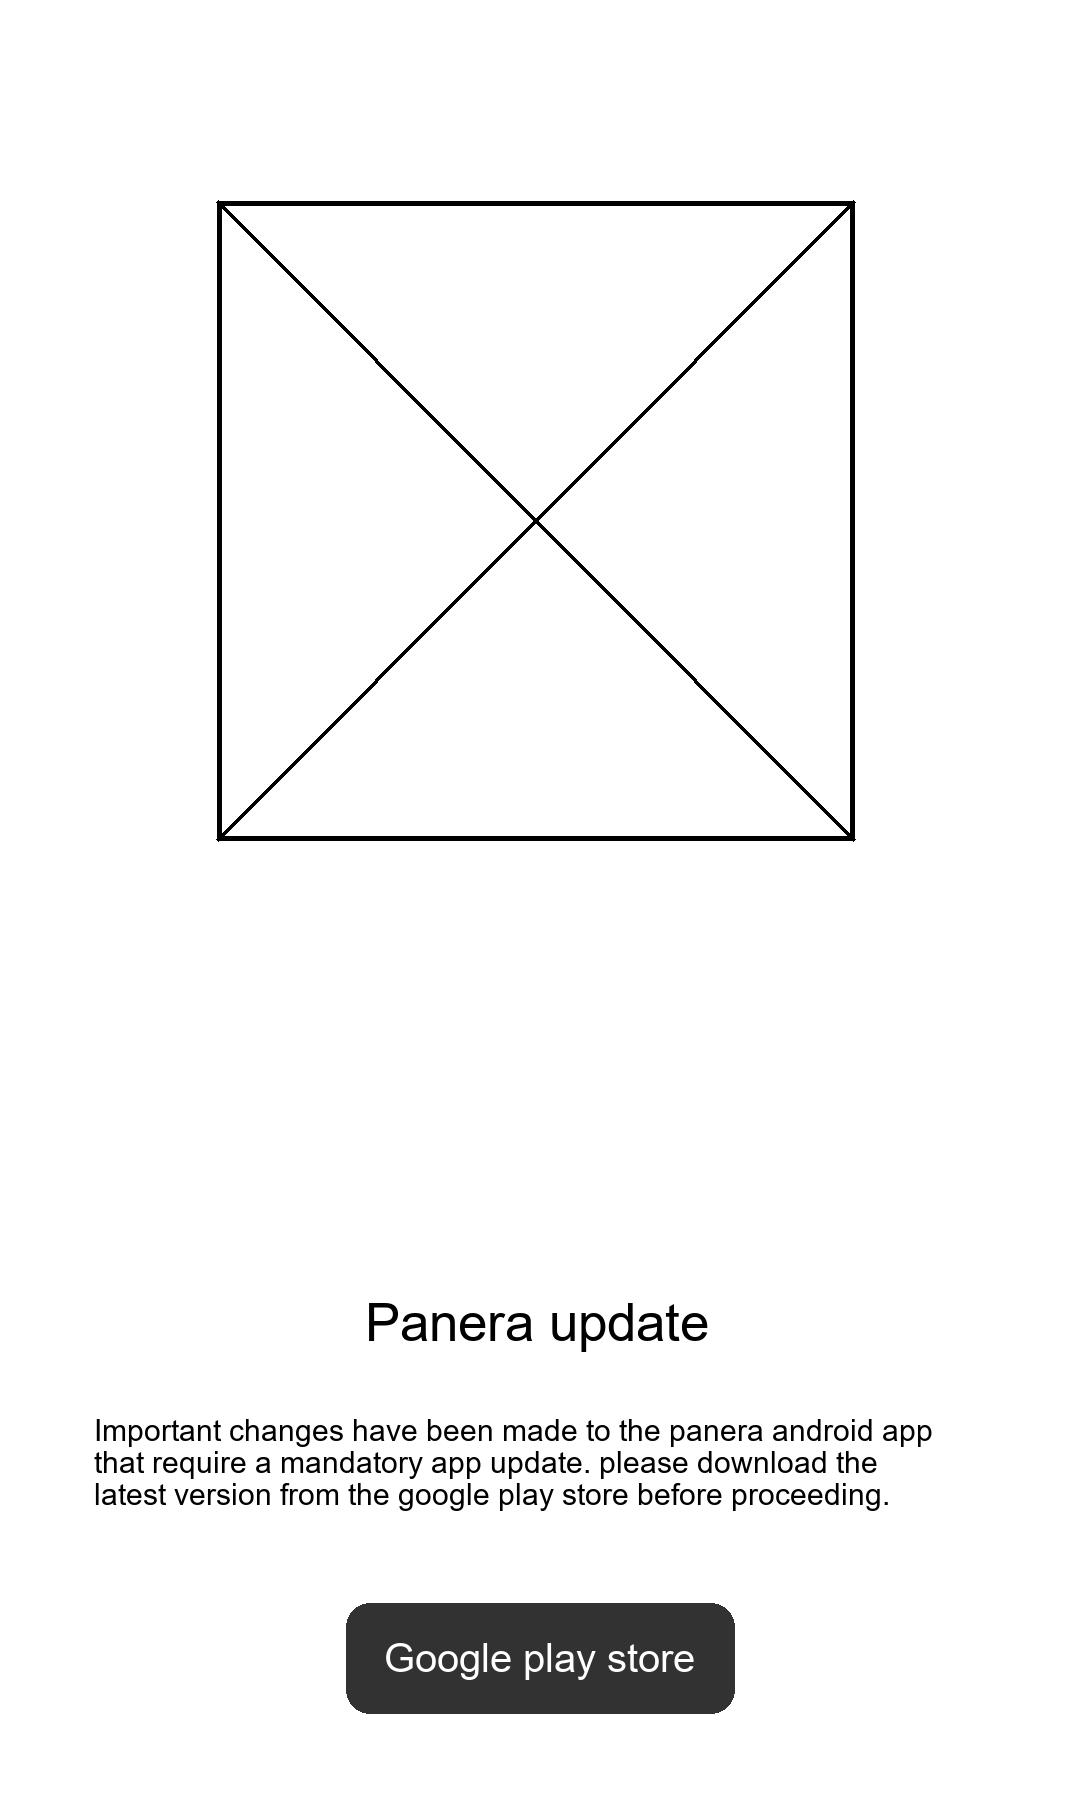 Panera update
Important changes have been made to the panera android app
that require a mandatory app update. please download the
latest version from the google play store before proceeding.
Google play store